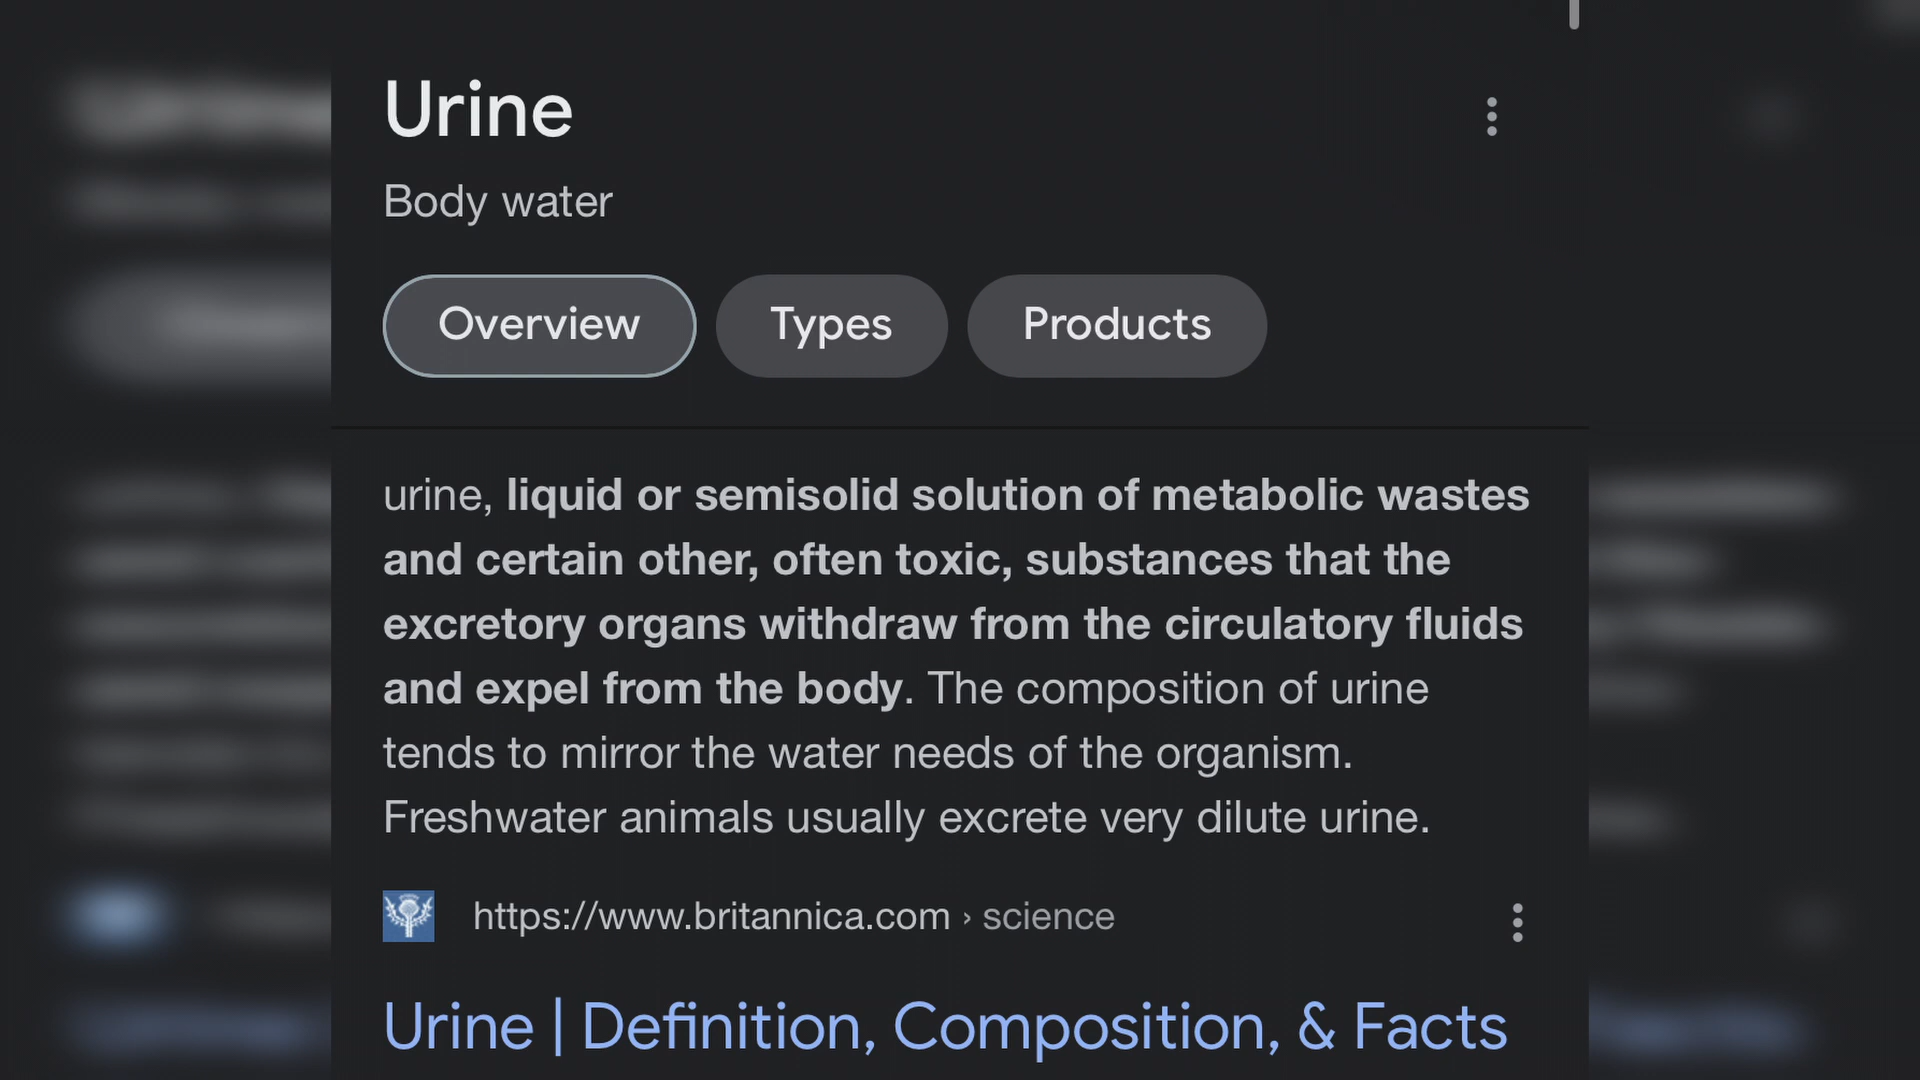 Urine
Body water
Overview Types Products
urine, liquid or semisolid solution of metabolic wastes
and certain other, often toxic, substances that the
excretory organs withdraw from the circulatory fluids
and expel from the body. The composition of urine
tends to mirror the water needs of the organism.
Freshwater animals usually excrete very dilute urine.
https://www.britannica.com › science
Urine | Definition, Composition, & Facts